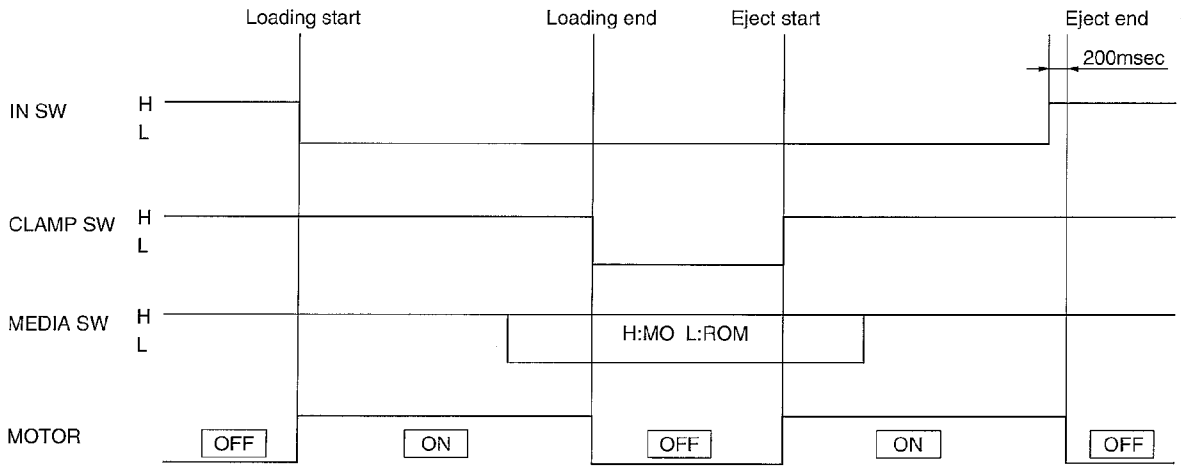 Loading start
Loading end
Eject start
Eject end
200msec
IN SW
H
L
CLAMP SW
H
L
MEDIA SW
H
L
H:MO L:ROM
MOTOR
OFF
ON
OFF
ON
OFF